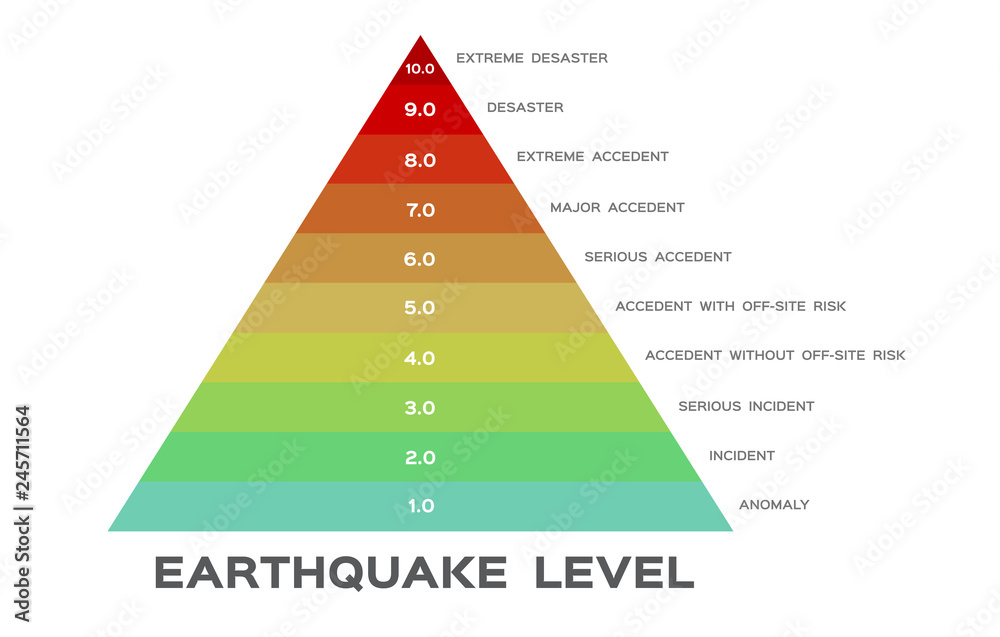 10.0 EXTREME DESASTER
9.0 DESASTER
8.0 EXTREME ACCEDENT
7.0 MAJOR ACCEDENT
6.0 SERIOUS ACCEDENT
5.0 ACCEDENT WITH OFF-SITE RISK
4.0 ACCEDENT WITHOUT OFF-SITE RISK
3.0 SERIOUS INCIDENT
2.0 INCIDENT
1.0 ANOMALY
EARTHQUAKE LEVEL
Adobe Stock | #245711564
Adobe Stock